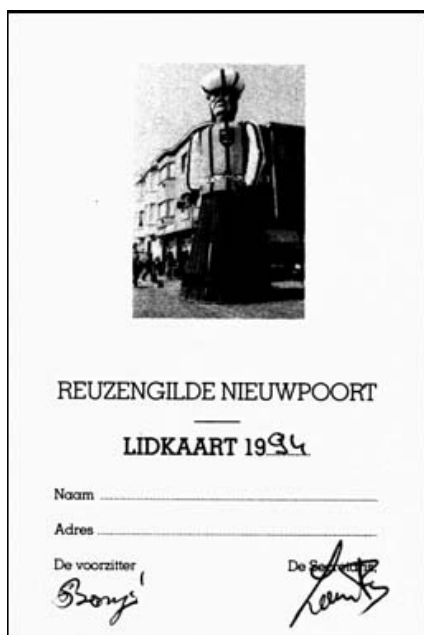 REUZENGILDE NIEUWPOORT
LIDKAART 1994
Naam
Adres
De voorzitter De Secretaris,